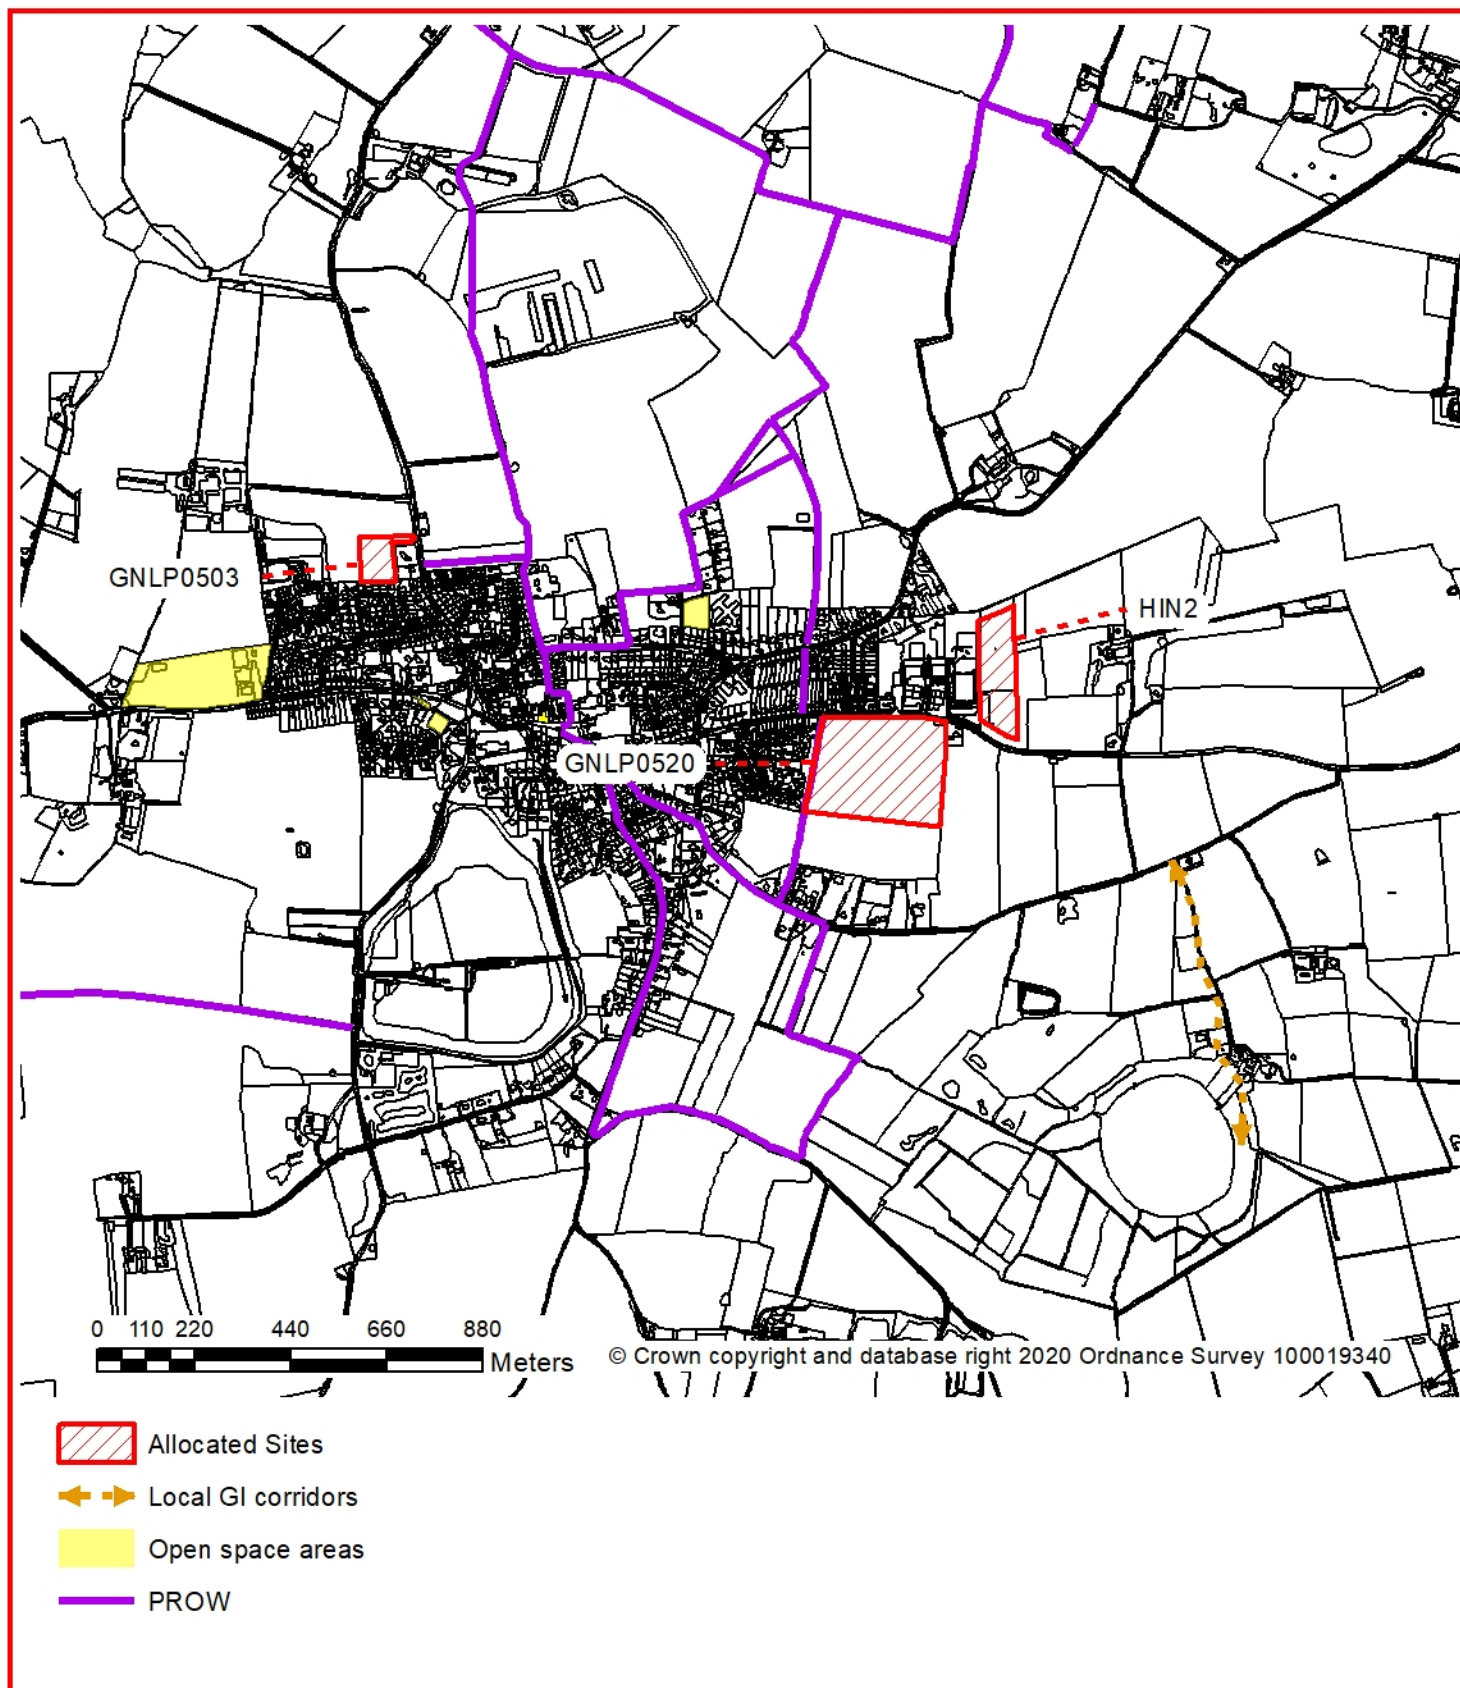 GNLP0503
HIN2
GNLP0520
0 110 220 440 660 880
Meters
© Crown copyright and database right 2020 Ordnance Survey 100019340
Allocated Sites
Local GI corridors
Open space areas
PROW